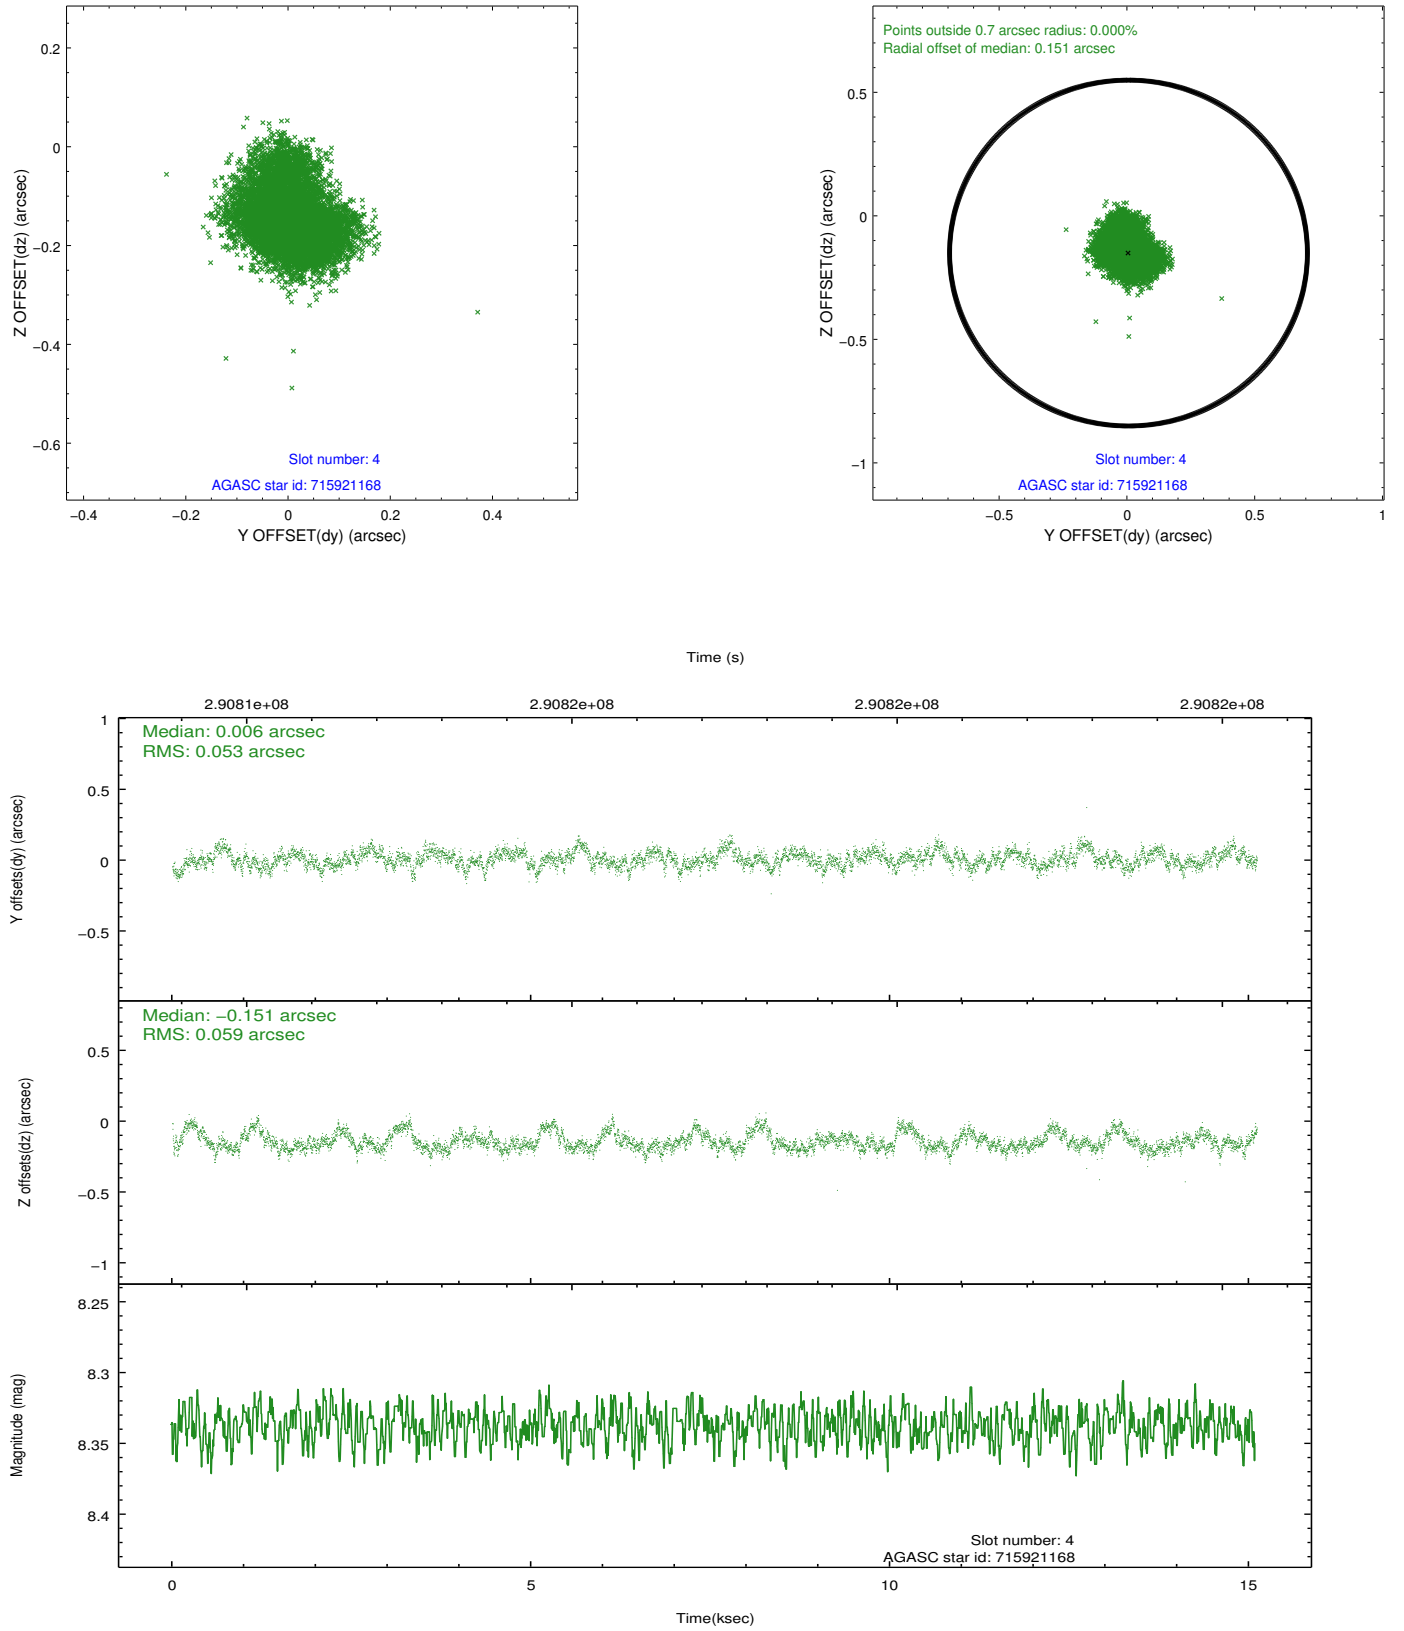 0.2
0
−0.2
−0.4
−0.6
Z OFFSET(dz) (arcsec)
Slot number: 4
AGASC star id: 715921168
−0.4
−0.2
0
0.2
0.4
Y OFFSET(dy) (arcsec)
Points outside 0.7 arcsec radius: 0.000%
Radial offset of median: 0.151 arcsec
0.5
0
−0.5
−1
Z OFFSET(dz) (arcsec)
Slot number: 4
AGASC star id: 715921168
−0.5
0
0.5
1
Y OFFSET(dy) (arcsec)
Time (s)
2.9081e+08
2.9082e+08
2.9082e+08
2.9082e+08
Median: 0.006 arcsec
RMS: 0.053 arcsec
1
0.5
0
−0.5
Y offsets(dy) (arcsec)
Median: −0.151 arcsec
RMS: 0.059 arcsec
0.5
0
−0.5
−1
Z offsets(dz) (arcsec)
8.25
8.3
8.35
8.4
Magnitude (mag)
Slot number: 4
AGASC star id: 715921168
0
5
10
15
Time(ksec)